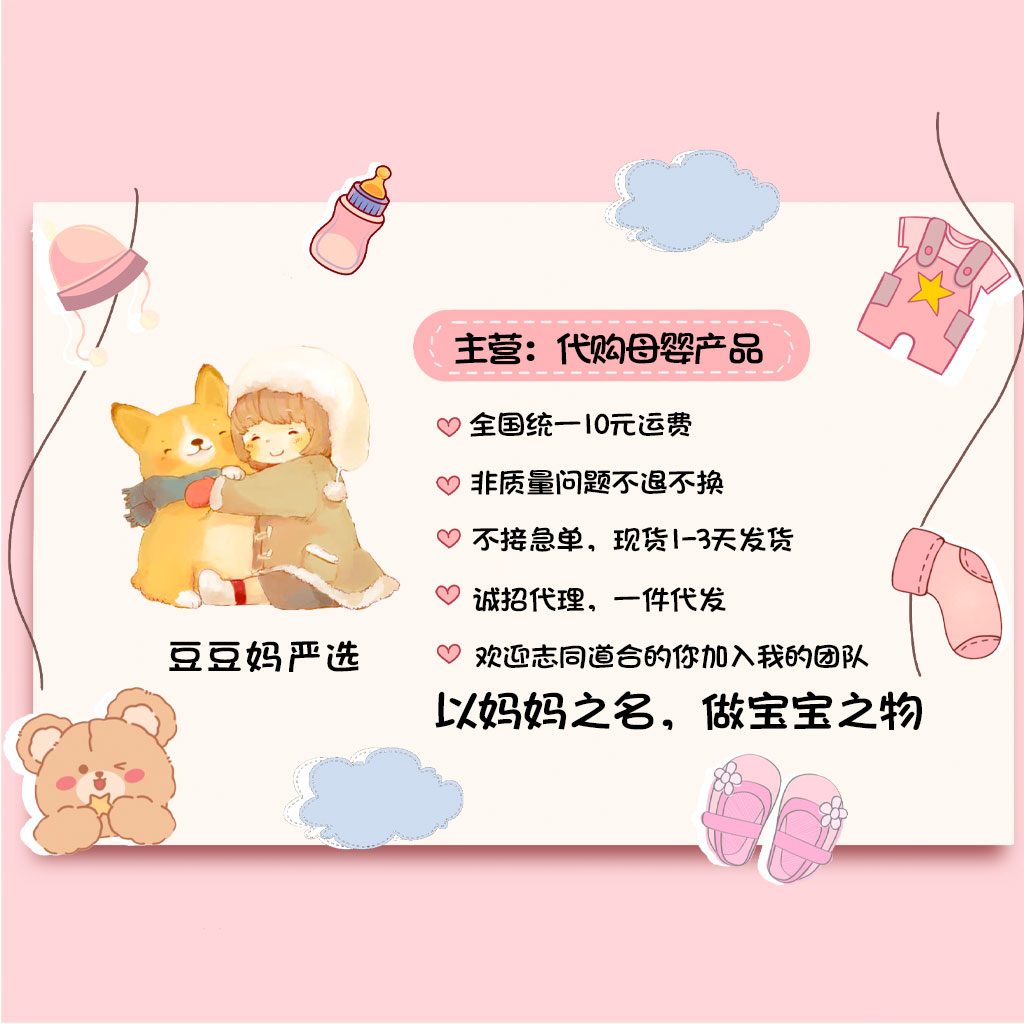 主营：代购母婴产品
全国统一10元运费
非质量问题不退不换
不接急单，现货1-3天发货
诚招代理，一件代发
欢迎志同道合的你加入我的团队
豆豆妈严选
以妈妈之名，做宝宝之物